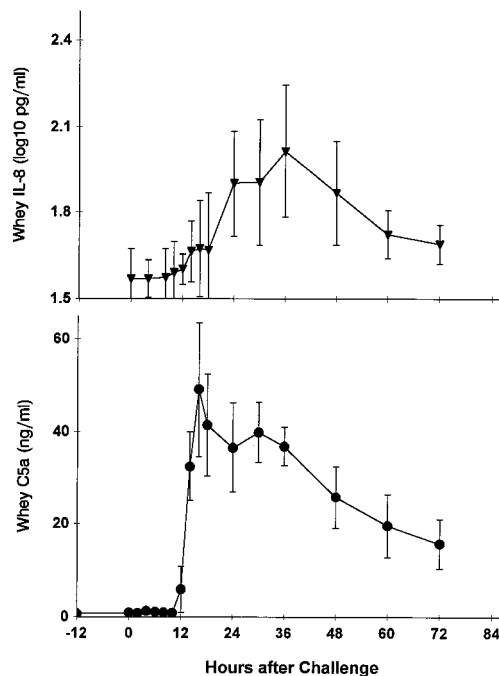 Whey IL-8 (log10 pg/ml)
2.4
2.1
1.8
1.5
Whey C5a (ng/ml)
60
40
20
0
-12 0 12 24 36 48 60 72 84
Hours after Challenge